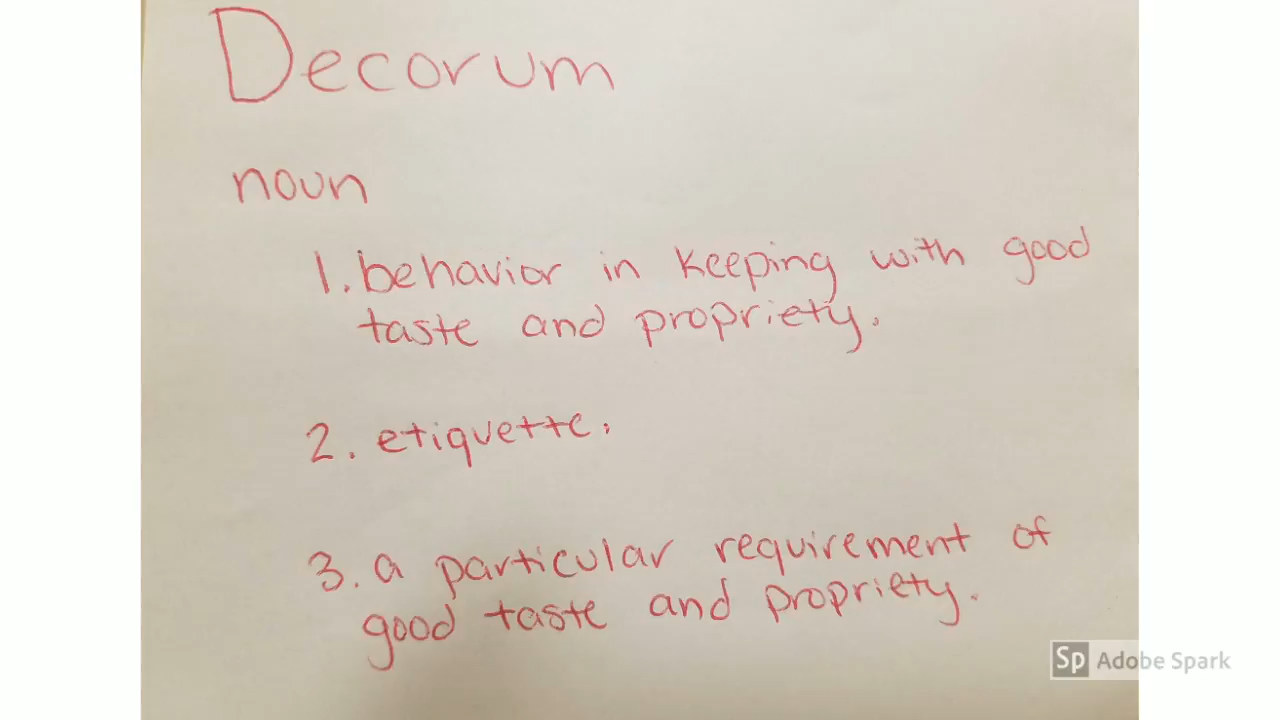 Decorum
noun
1. behavior in keeping with good
taste and propriety.
2. etiquette.
3. a particular requirement of
good taste and propriety.
Sp Adobe Spark